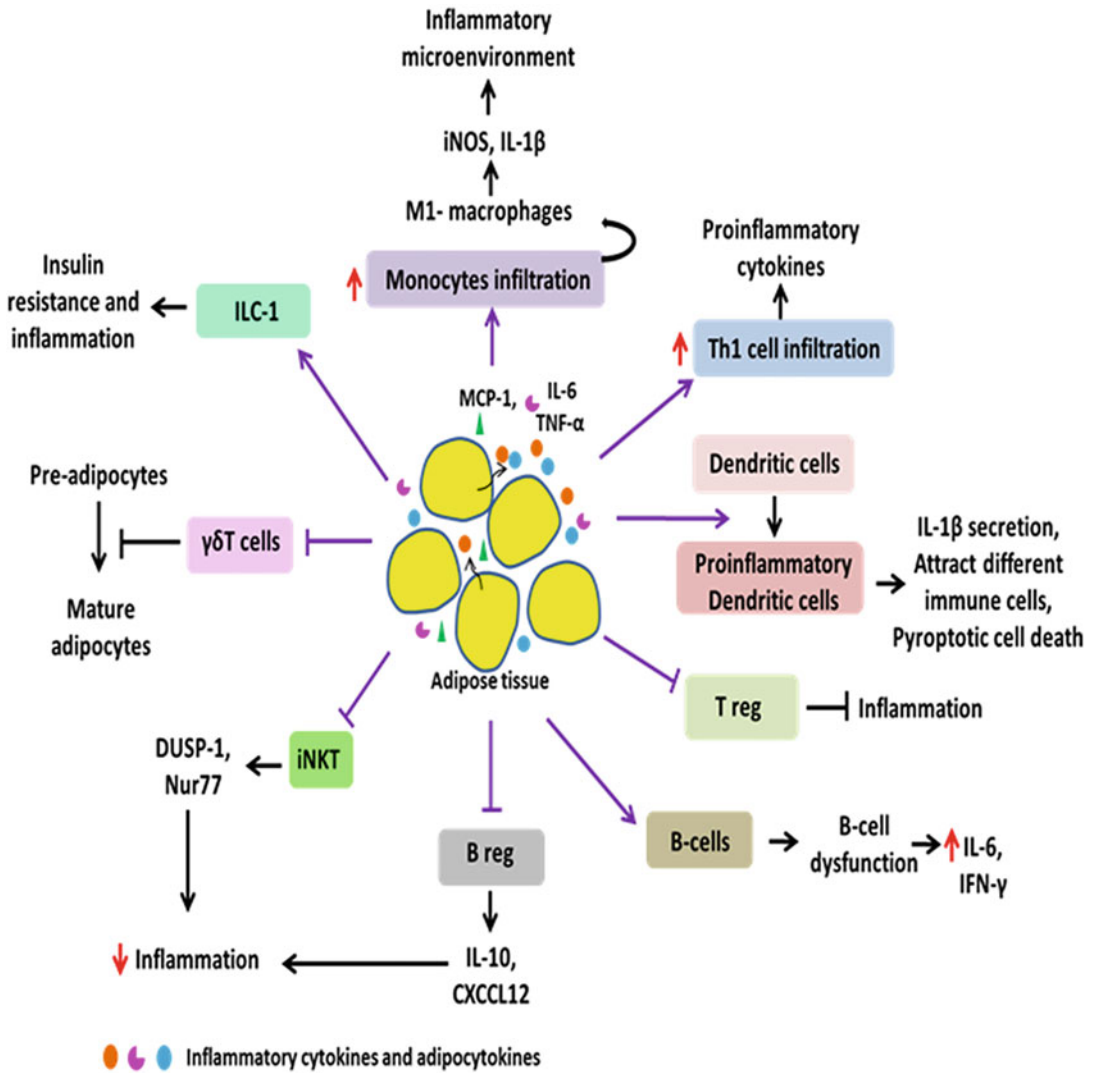 Inflammatory
microenvironment
iNOS, IL-1β
M1- macrophages
Monocytes infiltration
Proinflammatory
cytokines
Th1 cell infiltration
Insulin
resistance and
inflammation
ILC-1
MCP-1,
IL-6
TNF-α
Dendritic cells
Proinflammatory
Dendritic cells
IL-1β secretion,
Attract different
immune cells,
Pyroptotic cell death
Pre-adipocytes
γδT cells
Mature
adipocytes
Adipose tissue
T reg
Inflammation
DUSP-1,
Nur77
iNKT
B reg
B-cells
B-cell
dysfunction
IL-6,
IFN-γ
Inflammation
IL-10,
CXCCL12
Inflammatory cytokines and adipocytokines